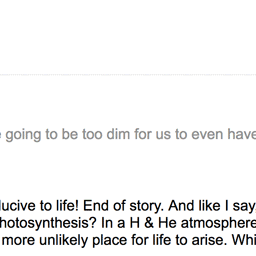 going to be too dim for us to even have
lucive to life! End of story. And like I say
hotosynthesis? In a H & He atmosphere
more unlikely place for life to arise. Whi